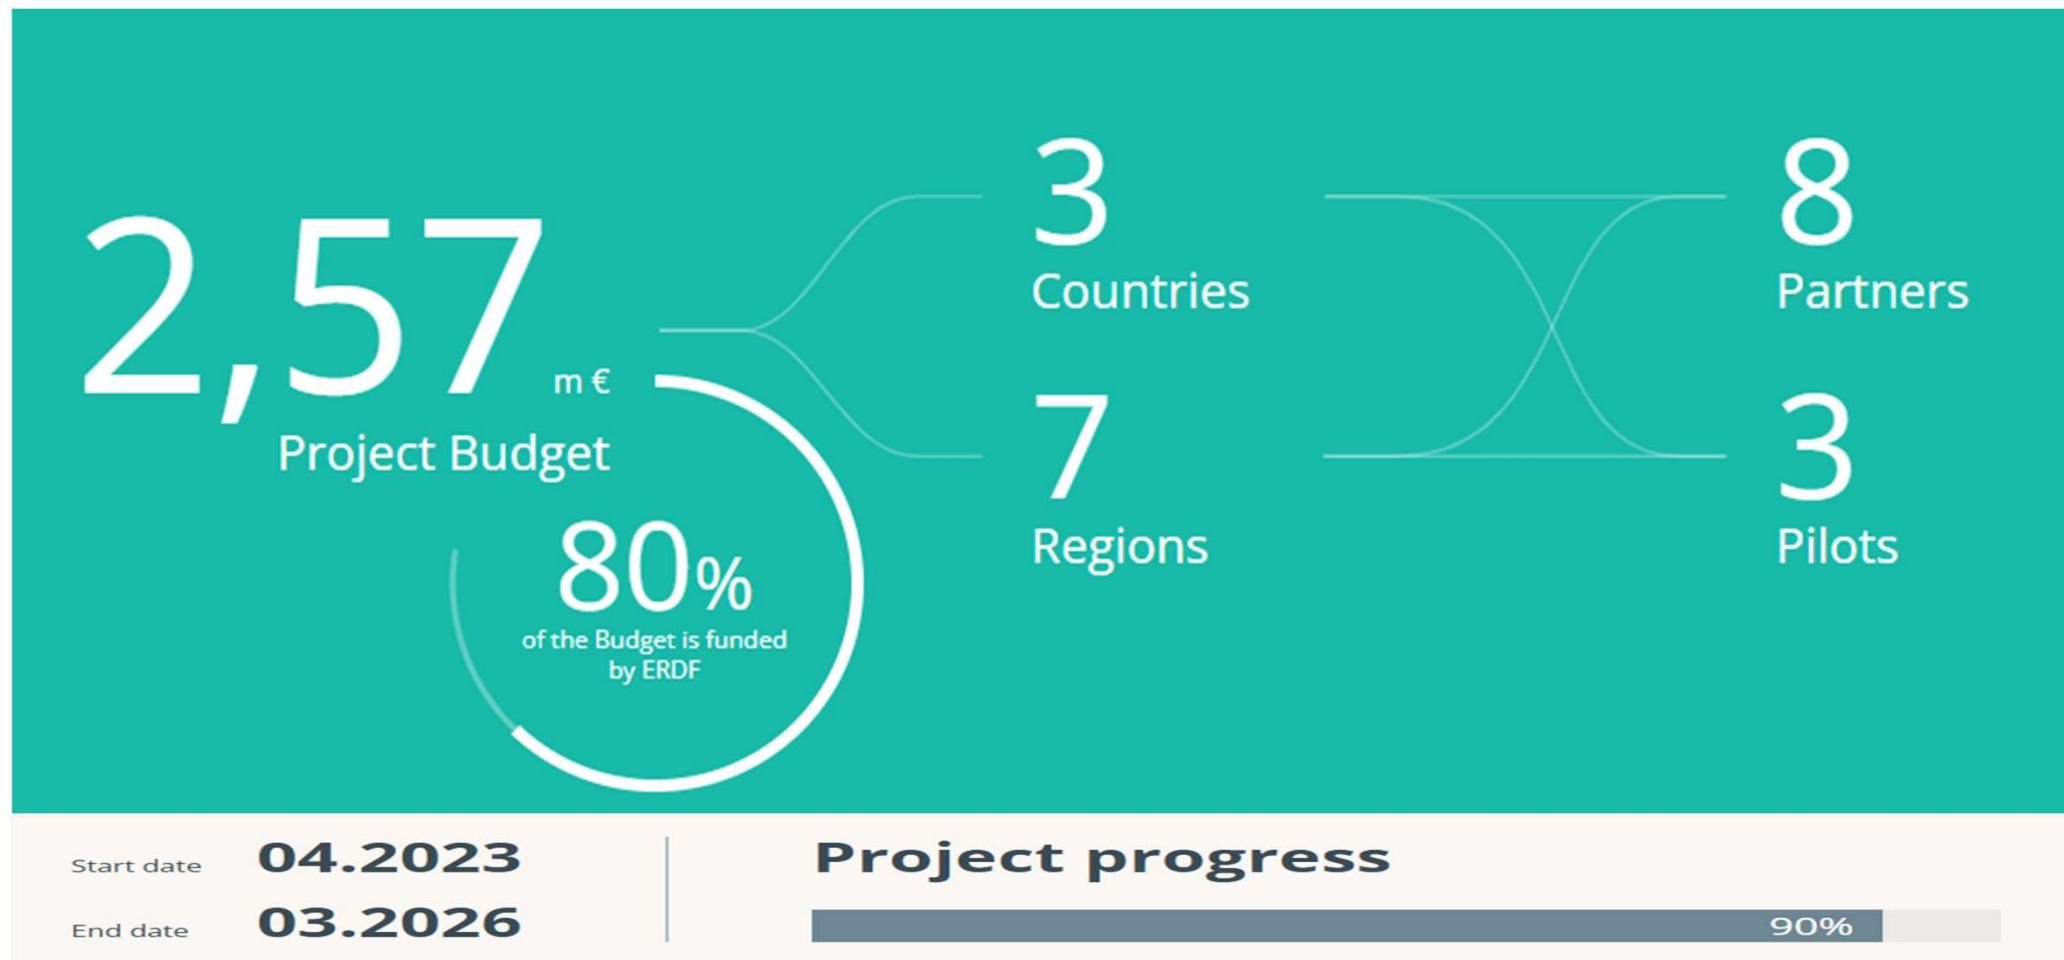 2,57 m €
Project Budget
80%
of the Budget is funded
by ERDF
3
Countries
7
Regions
8
Partners
3
Pilots
Start date 04.2023
End date 03.2026
Project progress
90%